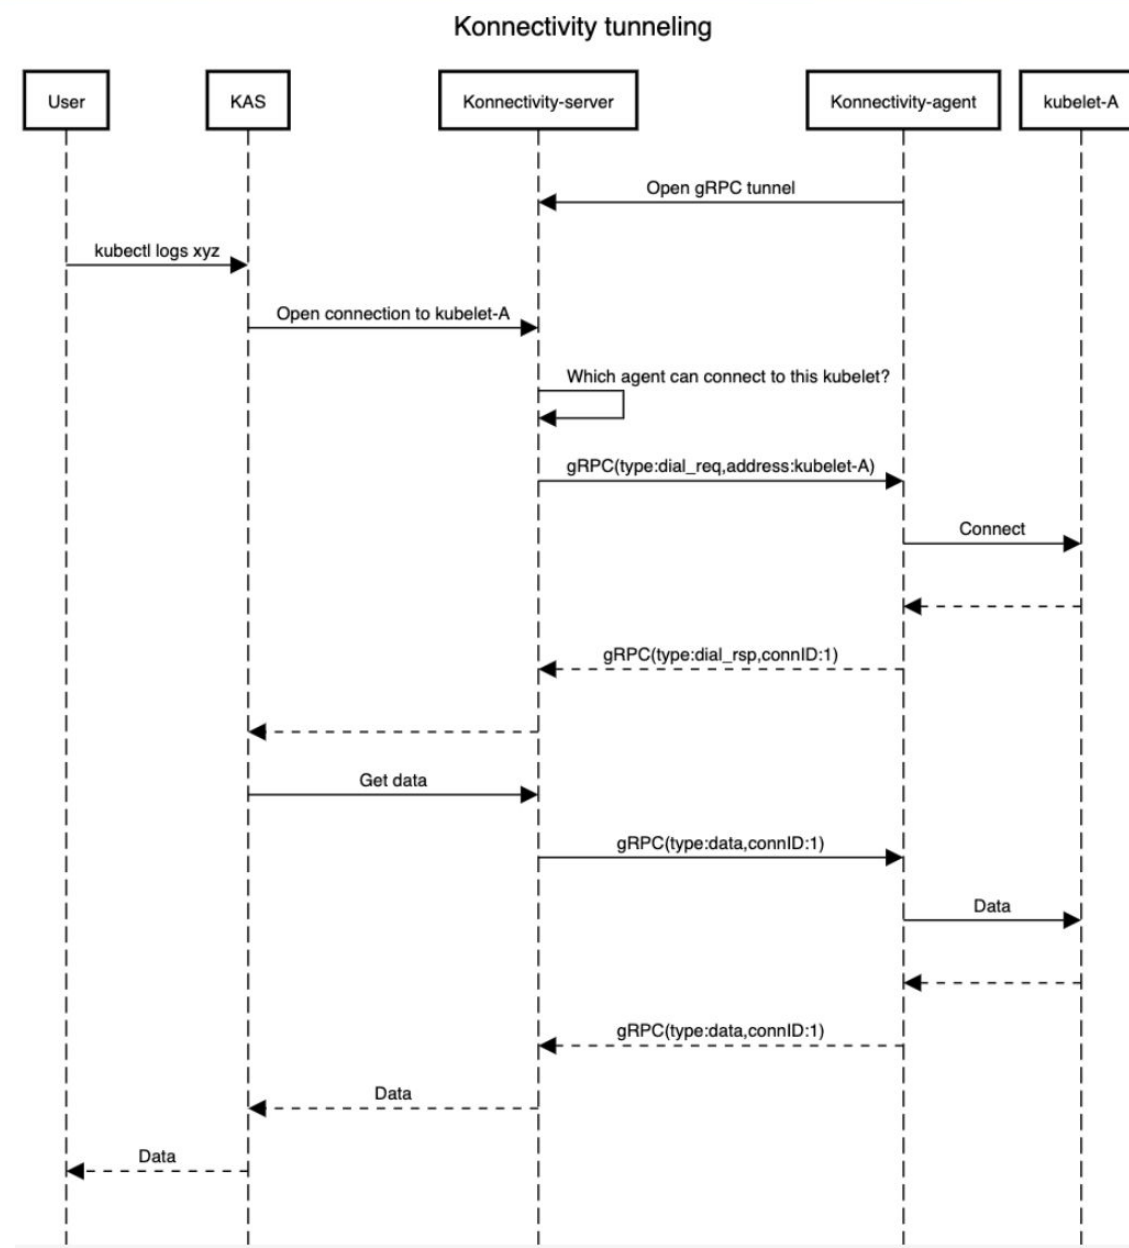 Konnectivity tunneling
User
KAS
Konnectivity-server
Konnectivity-agent
kubelet-A
Open gRPC tunnel
kubectl logs xyz
Open connection to kubelet-A
Which agent can connect to this kubelet?
gRPC(type:dial_req,address:kubelet-A)
Connect
gRPC(type:dial_rsp,connID:1)
Get data
gRPC(type:data,connID:1)
Data
gRPC(type:data,connID:1)
Data
Data